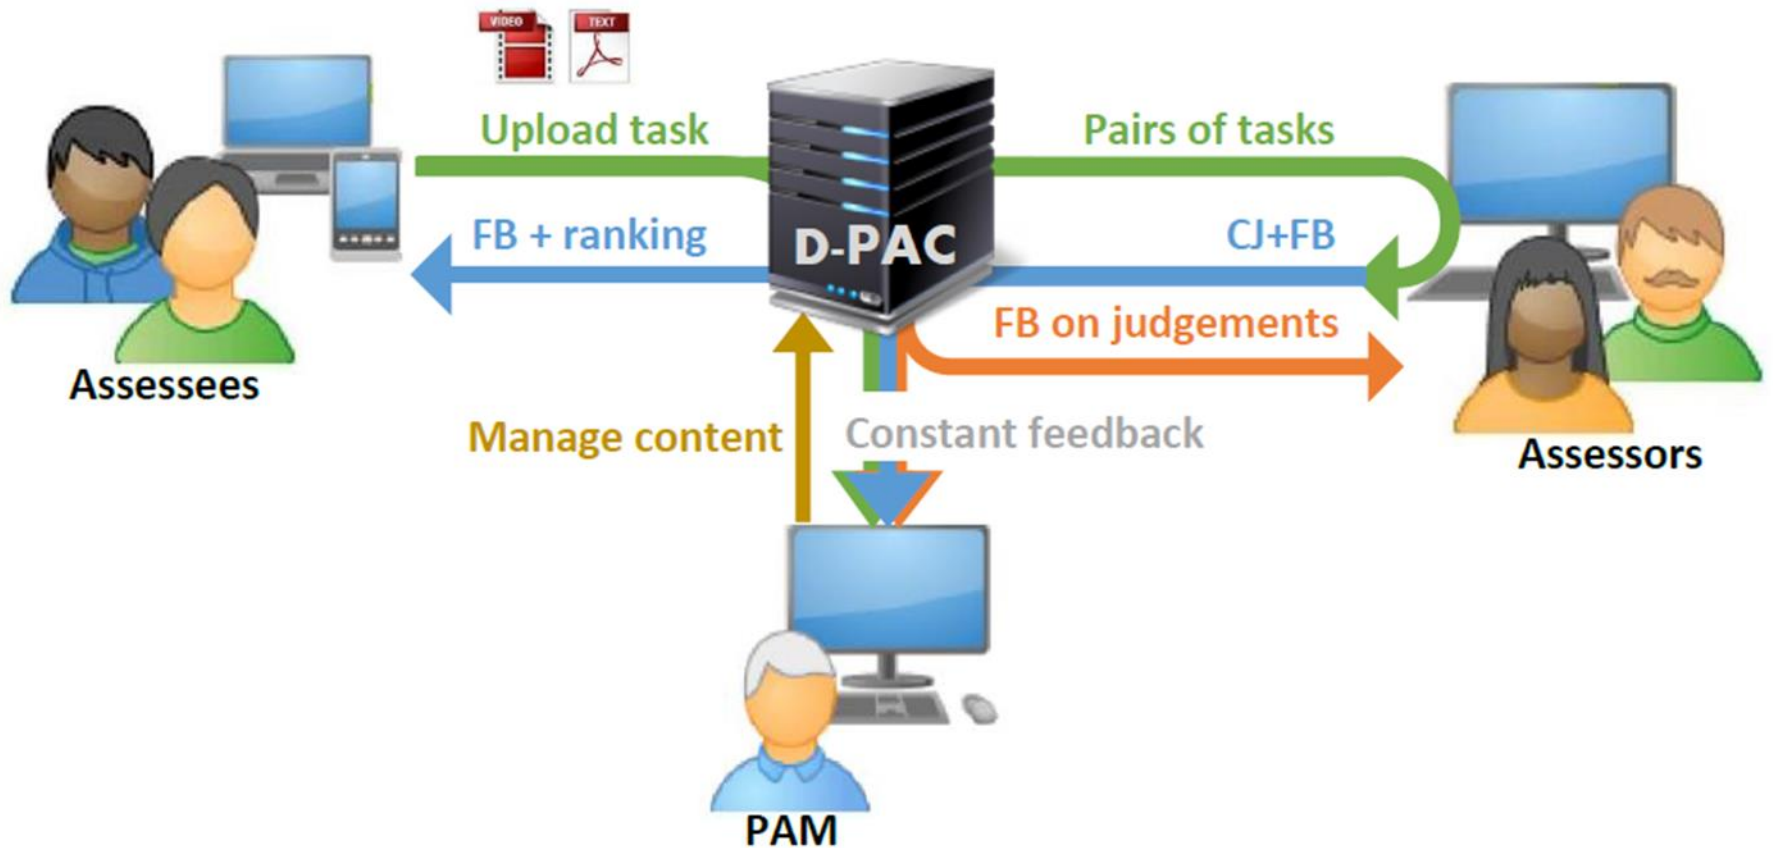 VIDEO
TEXT
Upload task
Pairs of tasks
FB + ranking
D-PAC
CJ+FB
FB on judgements
Assessees
Manage content
Constant feedback
Assessors
PAM